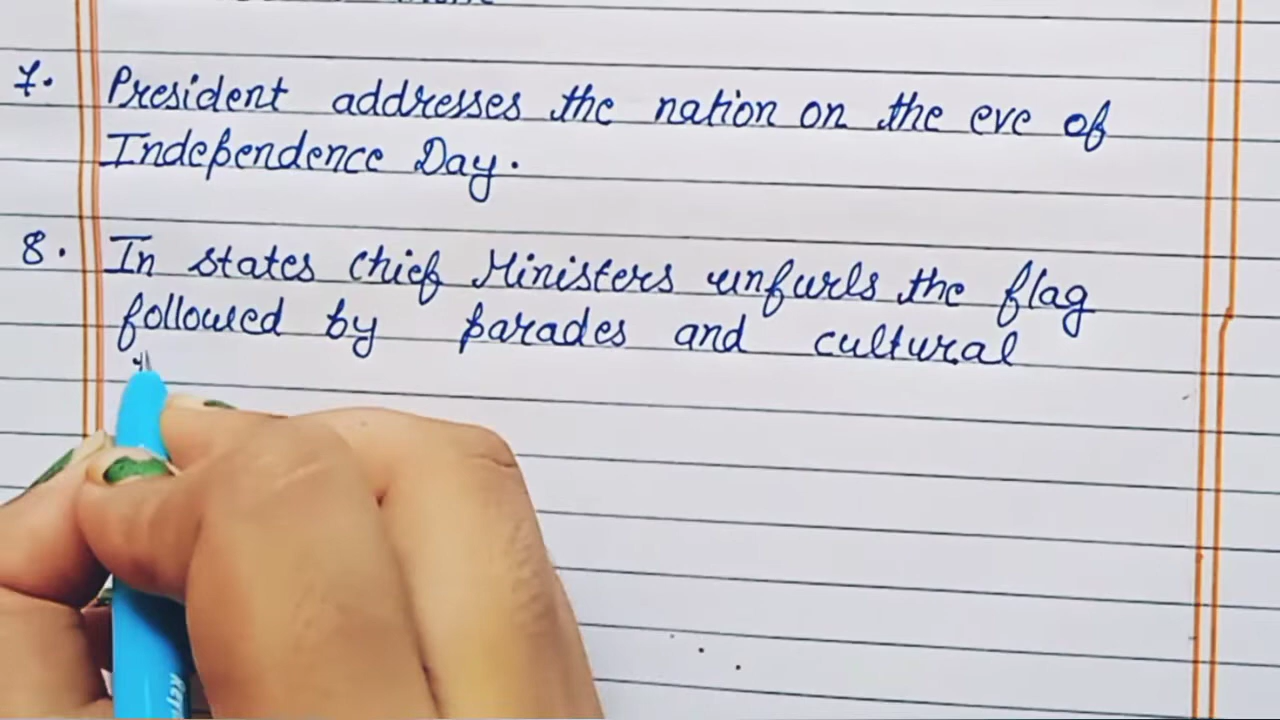 7. President addresses the nation on the eve of
Independence Day.
8. In states chief Ministers unfurls the flag
followed by parades and cultural